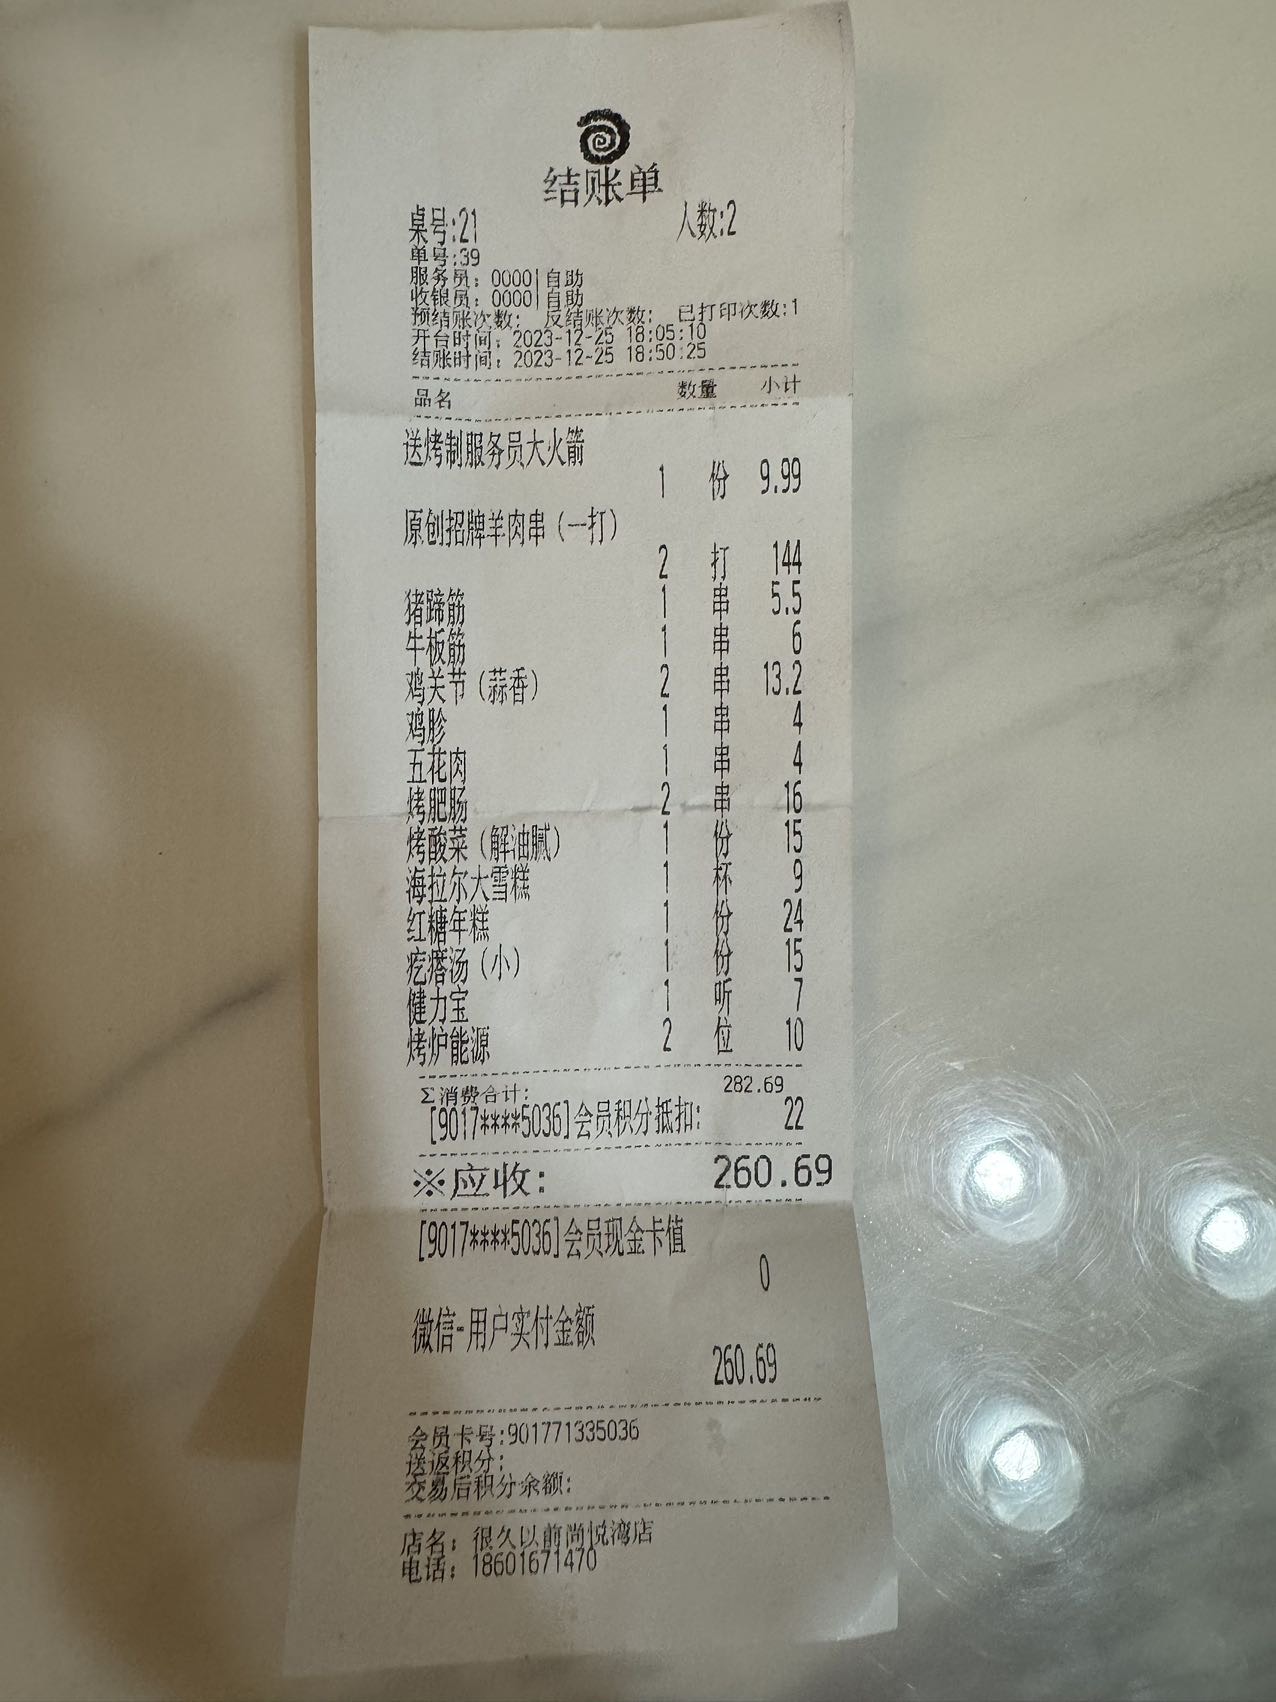 结账单
桌号:21 人数:2
单号:39
服务员: 0000|自助
收银员: 0000|自助
预结账次数: 反结账次数: 已打印次数:1
开台时间: 2023-12-25 18:05:10
结账时间: 2023-12-25 18:50:25
品名 数量 小计
送烤制服务员大火箭
1 份 9.99
原创招牌羊肉串(一打)
2 打 144
猪蹄筋 1 串 5.5
牛板筋 1 串 6
鸡关节(蒜香) 2 串 13.2
鸡胗 1 串 4
五花肉 1 串 4
烤肥肠 2 串 16
烤酸菜(解油腻) 1 份 15
海拉尔大雪糕 1 杯 9
红糖年糕 1 份 24
疙瘩汤(小) 1 份 15
健力宝 1 听 7
烤炉能源 2 位 10
Σ消费合计: 282.69
[9017****5036]会员积分抵扣: 22
※应收: 260.69
[9017****5036]会员现金卡值
0
微信-用户实付金额
260.69
会员卡号:901771335036
送返积分:
交易后积分余额:
店名: 很久以前尚悦湾店
电话: 18601671470